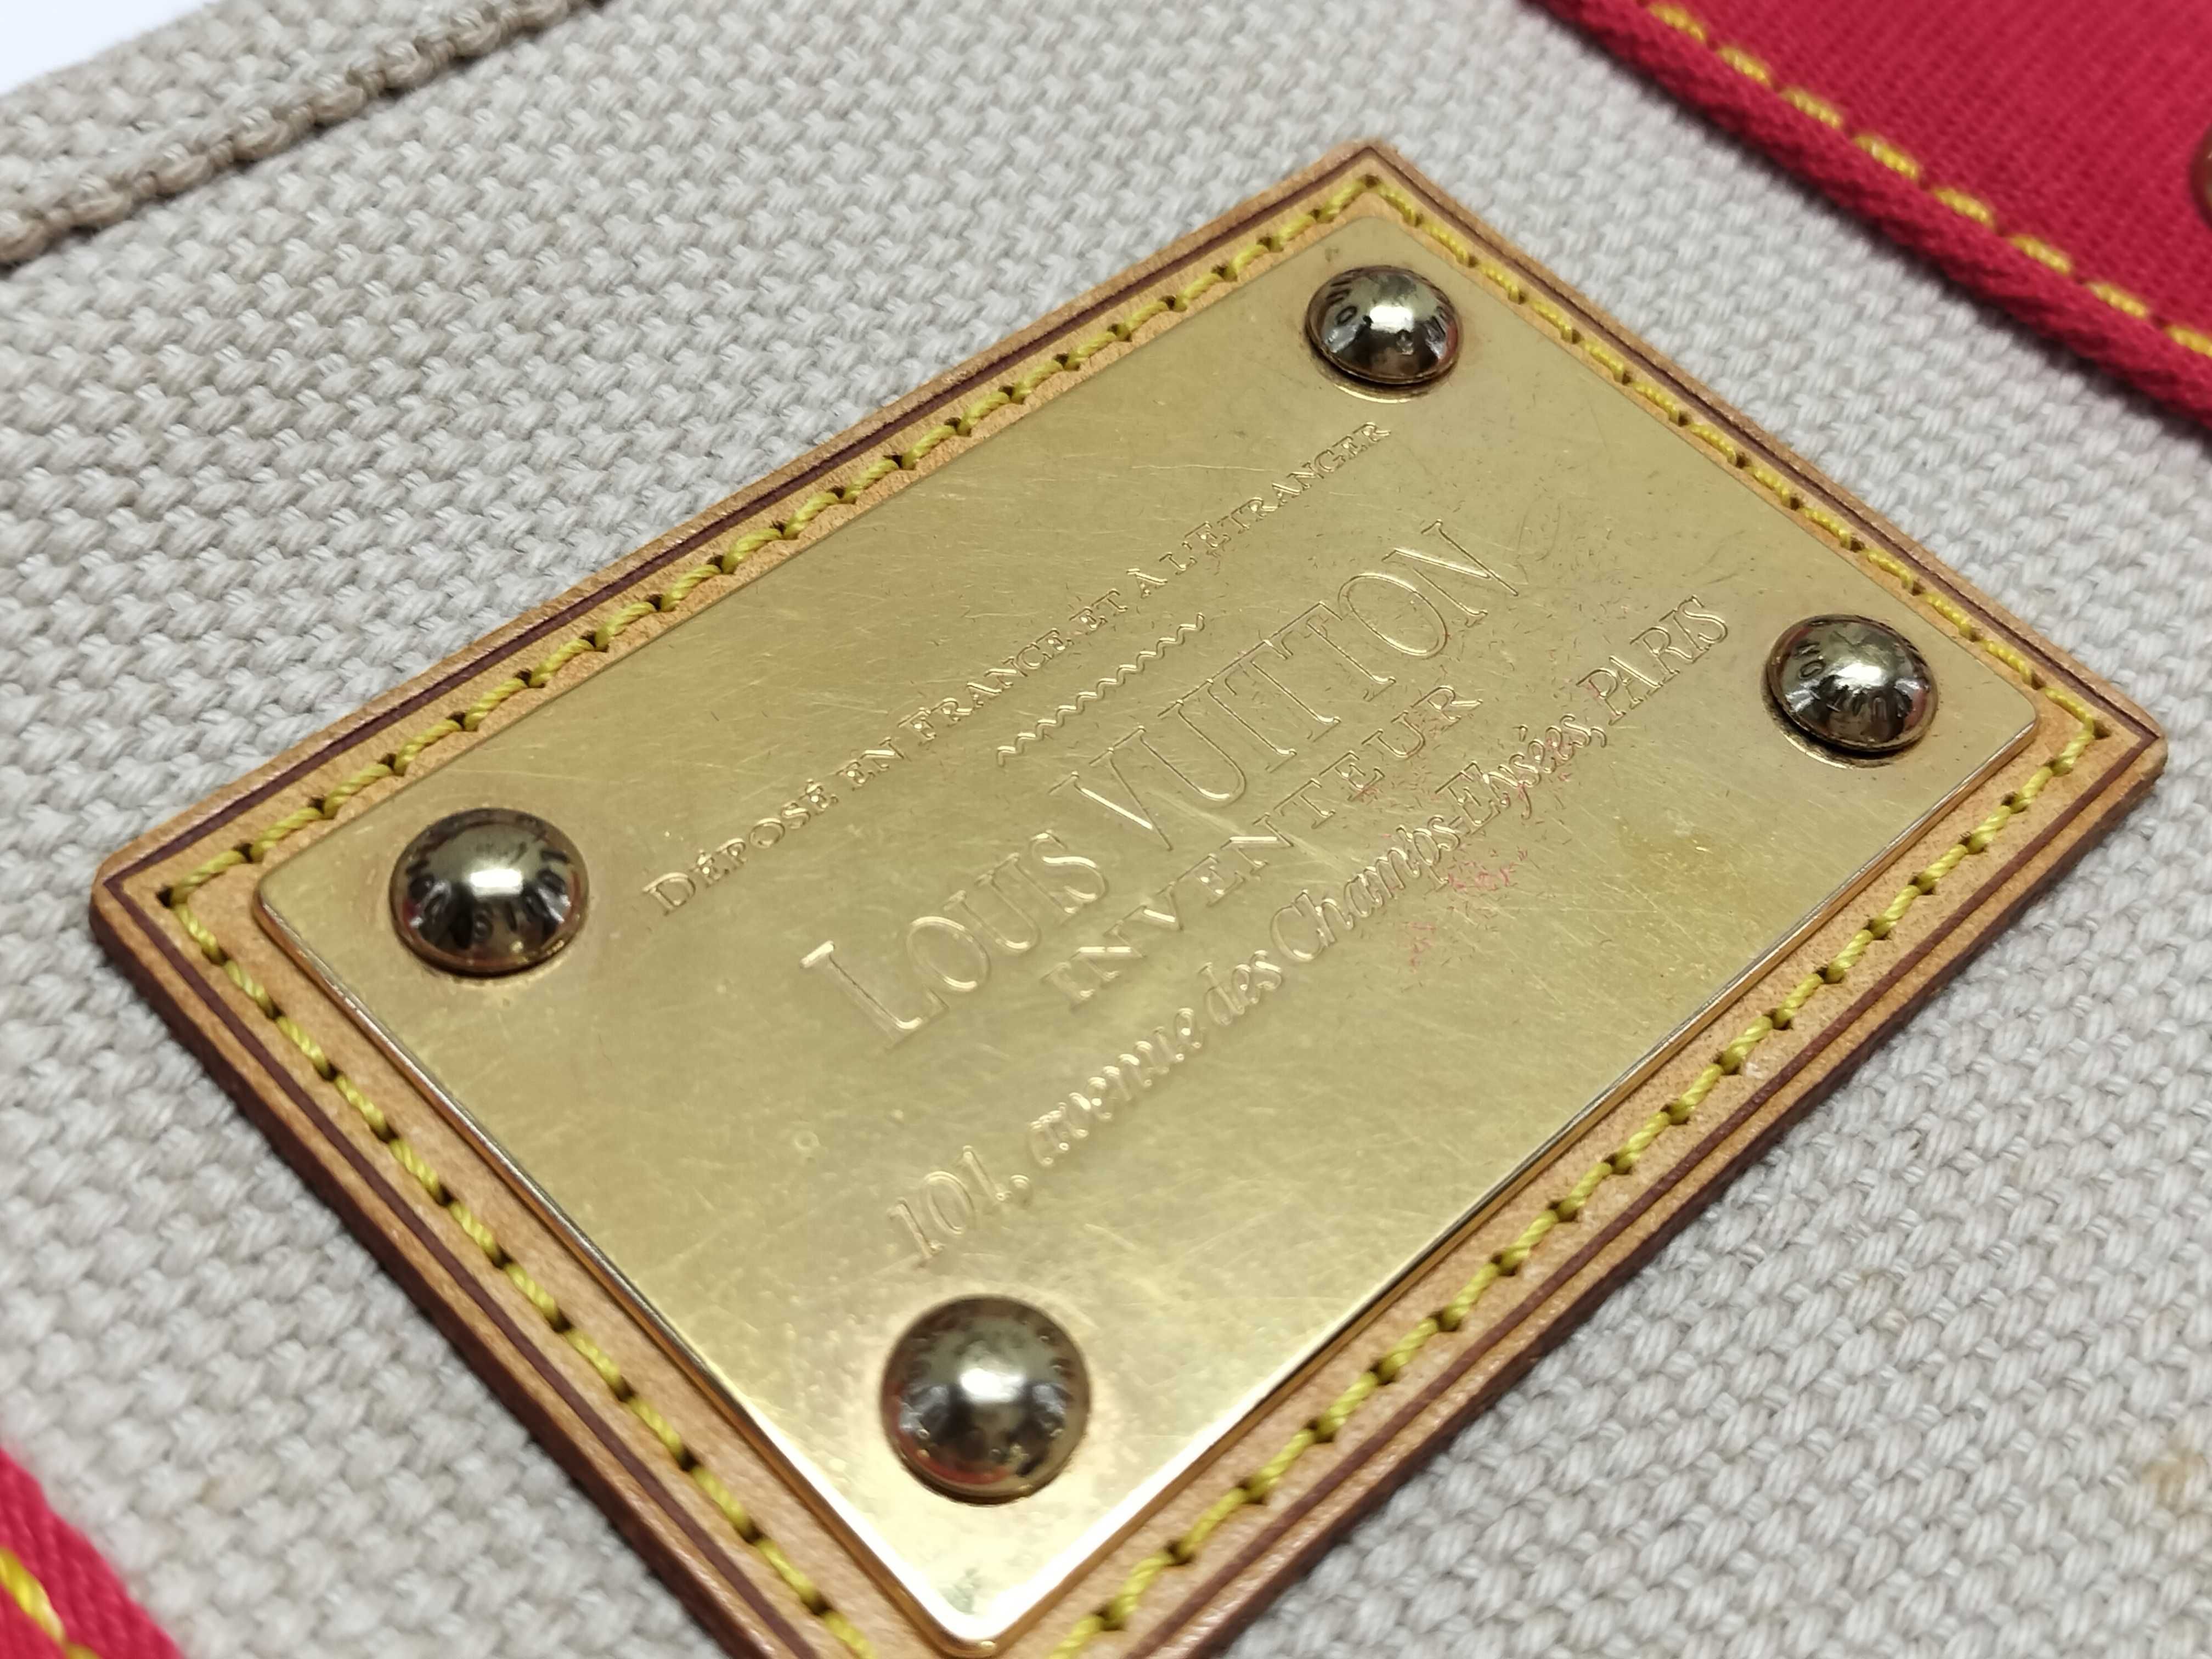 DÉPOSÉ EN FRANCE ET À L'ETRANGER
LOUIS VUITTON
INVENTEUR
101, avenue des Champs-Elysées, PARIS